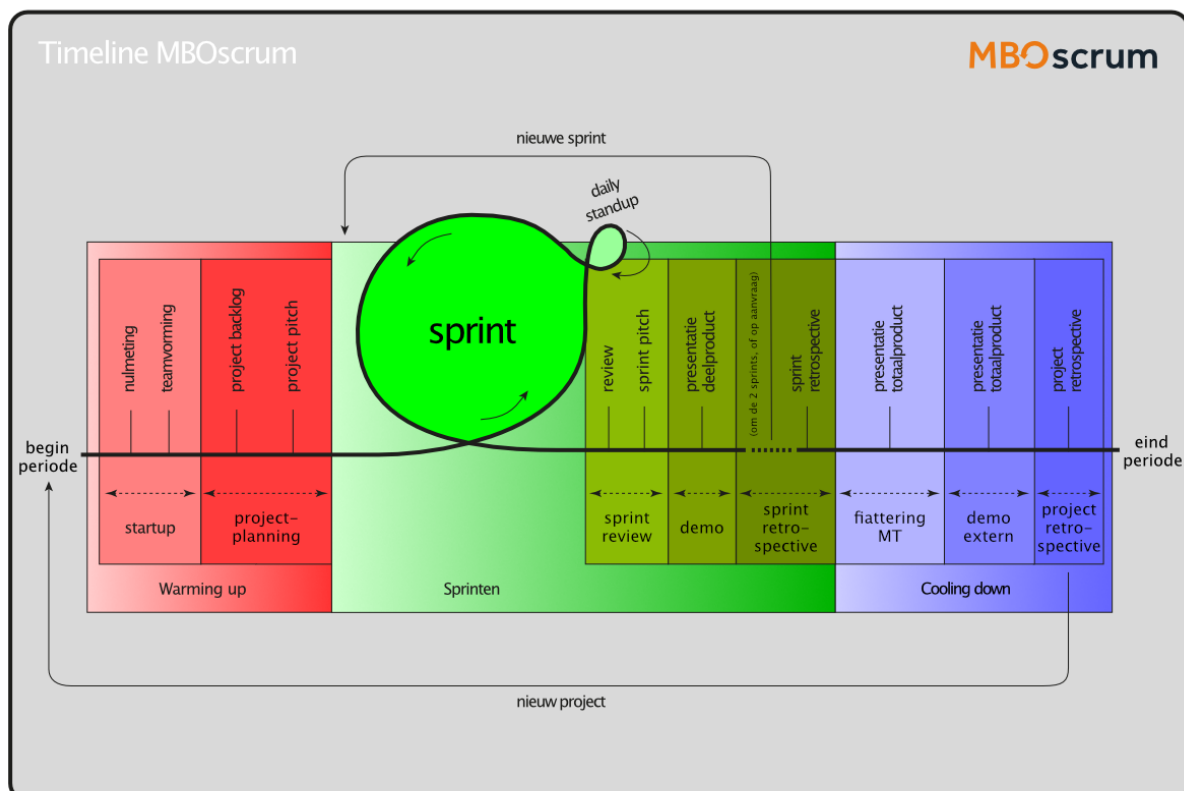 Timeline MBOscrum
MBOscrum
nieuwe sprint
daily
standup
sprint
nulmeting
teamvorming
project backlog
project pitch
review
sprint pitch
presentatie
deelproduct
(om de 2 sprints, of op aanvraag)
sprint
retrospective
presentatie
totaalproduct
presentatie
totaalproduct
project
retrospective
begin
periode
eind
periode
startup
project-
planning
sprint
review
demo
sprint
retro-
spective
fiattering
MT
demo
extern
project
retro-
spective
Warming up
Sprinten
Cooling down
nieuw project